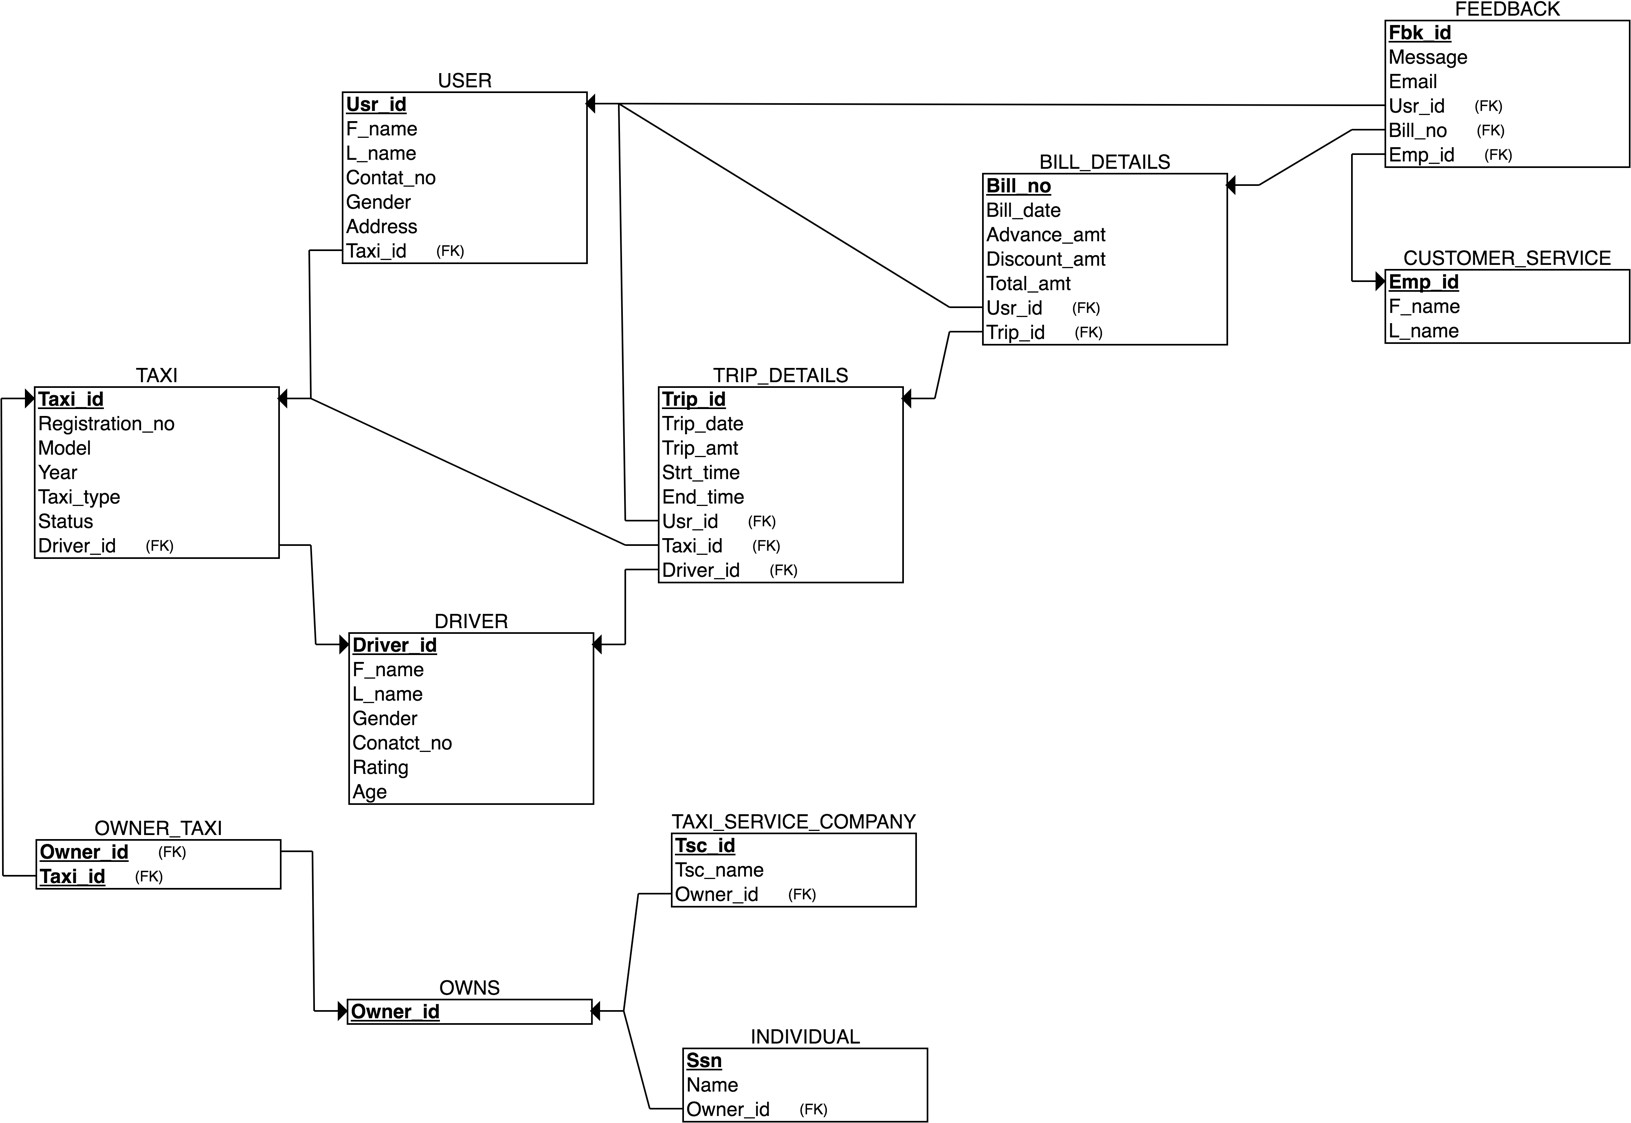 FEEDBACK
Fbk_id
Message
Email
Usr_id (FK)
Bill_no (FK)
Emp_id (FK)
USER
Usr_id
F_name
L_name
Contat_no
Gender
Address
Taxi_id (FK)
BILL_DETAILS
Bill_no
Bill_date
Advance_amt
Discount_amt
Total_amt
Usr_id (FK)
Trip_id (FK)
CUSTOMER_SERVICE
Emp_id
F_name
L_name
TAXI
Taxi_id
Registration_no
Model
Year
Taxi_type
Status
Driver_id (FK)
TRIP_DETAILS
Trip_id
Trip_date
Trip_amt
Strt_time
End_time
Usr_id (FK)
Taxi_id (FK)
Driver_id (FK)
DRIVER
Driver_id
F_name
L_name
Gender
Conatct_no
Rating
Age
OWNER_TAXI
Owner_id (FK)
Taxi_id (FK)
TAXI_SERVICE_COMPANY
Tsc_id
Tsc_name
Owner_id (FK)
OWNS
Owner_id
INDIVIDUAL
Ssn
Name
Owner_id (FK)